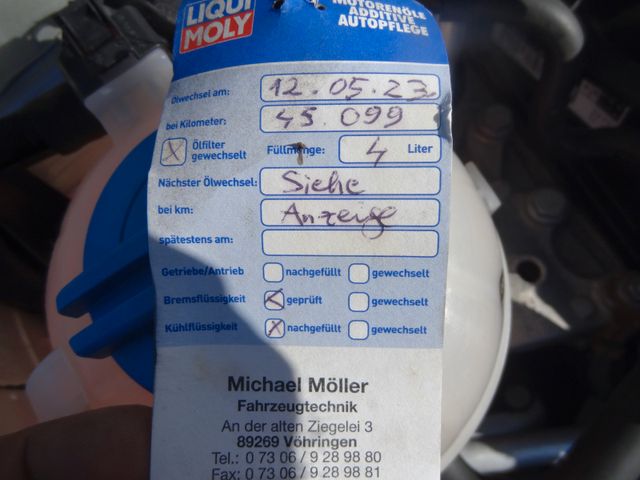 LIQUI MOLY
MOTORENÖLE
ADDITIVE
AUTOPFLEGE
Ölwechsel am: 12.05.23
bei Kilometer: 45.099
X Ölfilter gewechselt Füllmenge: 4 Liter
Nächster Ölwechsel: Siehe
bei km: Anzeige
spätestens am:
Getriebe/Antrieb nachgefüllt gewechselt
Bremsflüssigkeit X geprüft gewechselt
Kühlflüssigkeit X nachgefüllt gewechselt
Michael Möller
Fahrzeugtechnik
An der alten Ziegelei 3
89269 Vöhringen
Tel.: 0 73 06 / 9 28 98 80
Fax: 0 73 06 / 9 28 98 81